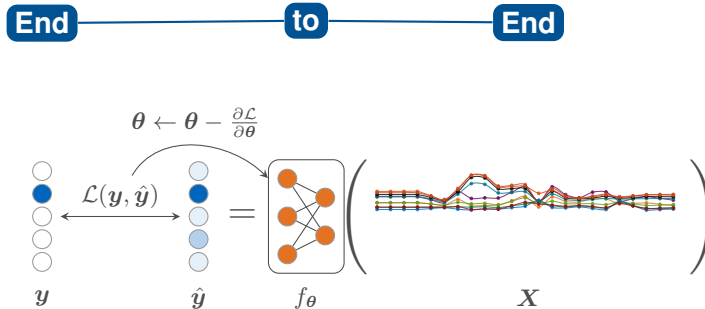 End to End
θ ← θ − ∂ℒ/∂θ
ℒ(y, ŷ)
=
( )
y ŷ f_θ X